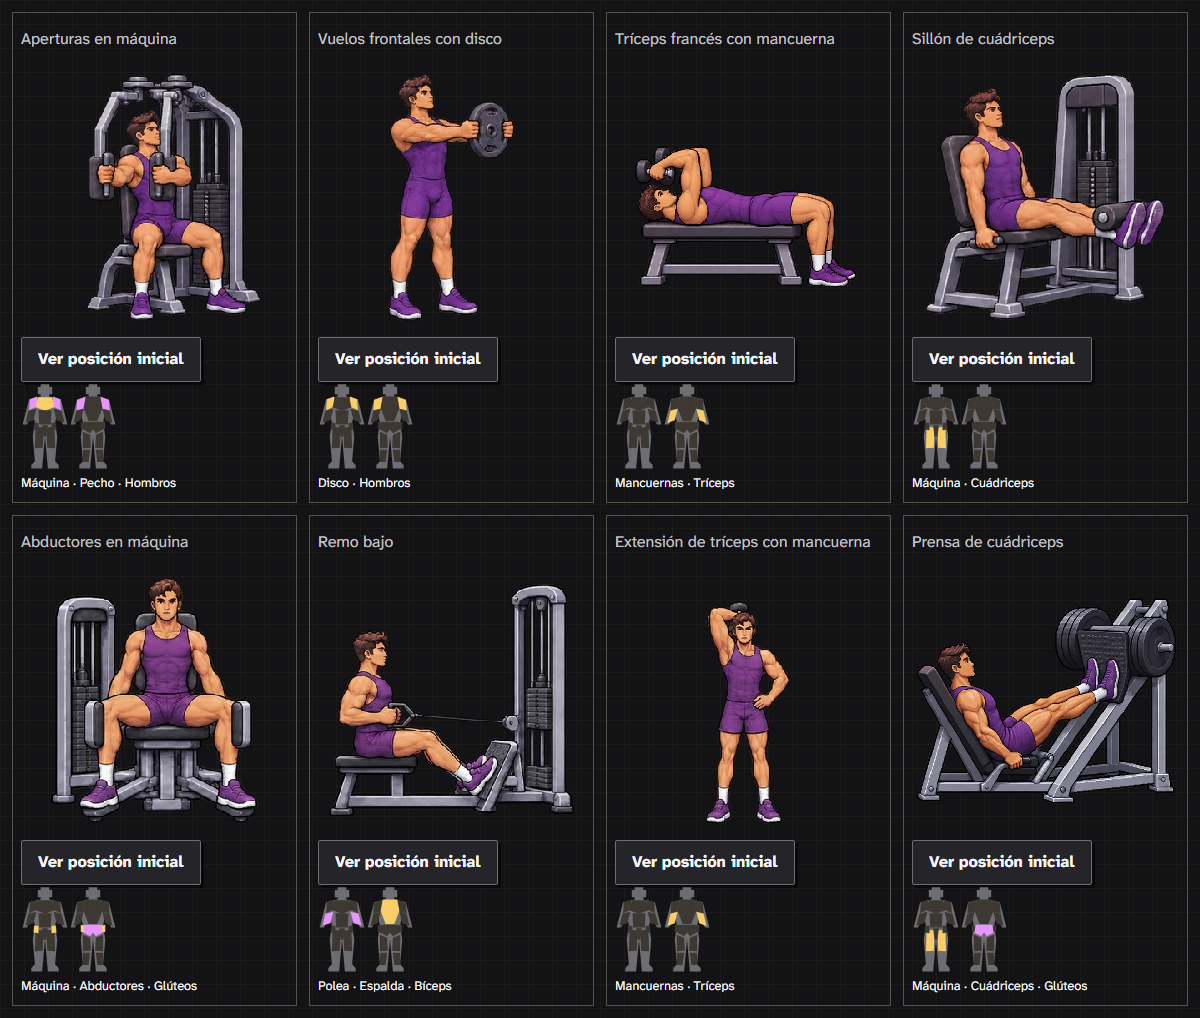 Aperturas en máquina
Vuelos frontales con disco
Tríceps francés con mancuerna
Sillón de cuádriceps
Ver posición inicial
Ver posición inicial
Ver posición inicial
Ver posición inicial
Máquina · Pecho · Hombros
Disco · Hombros
Mancuernas · Tríceps
Máquina · Cuádriceps
Abductores en máquina
Remo bajo
Extensión de tríceps con mancuerna
Prensa de cuádriceps
Ver posición inicial
Ver posición inicial
Ver posición inicial
Ver posición inicial
Máquina · Abductores · Glúteos
Polea · Espalda · Bíceps
Mancuernas · Tríceps
Máquina · Cuádriceps · Glúteos